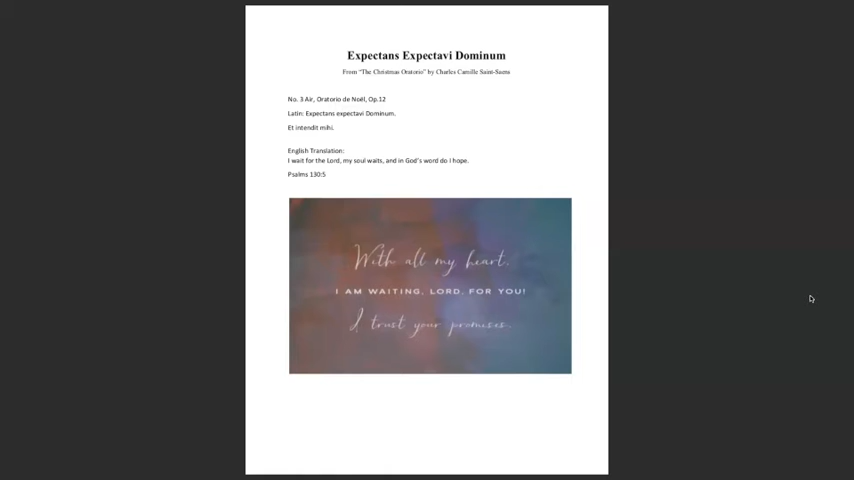 Expectans Expectavi Dominum
From "The Christmas Oratorio" by Charles Camille Saint-Saens
No. 3 Air, Oratorio de Noël, Op.12
Latin: Expectans expectavi Dominum.
Et intendit mihi.
English Translation:
I wait for the Lord, my soul waits, and in God's word do I hope.
Psalms 130:5
With all my heart,
I AM WAITING, LORD, FOR YOU!
I trust your promises.